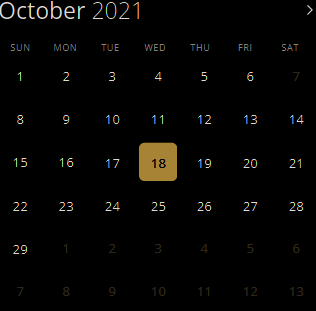 October 2021
SUN MON TUE WED THU FRI SAT
1 2 3 4 5 6 7
8 9 10 11 12 13 14
15 16 17 18 19 20 21
22 23 24 25 26 27 28
29 1 2 3 4 5 6
7 8 9 10 11 12 13